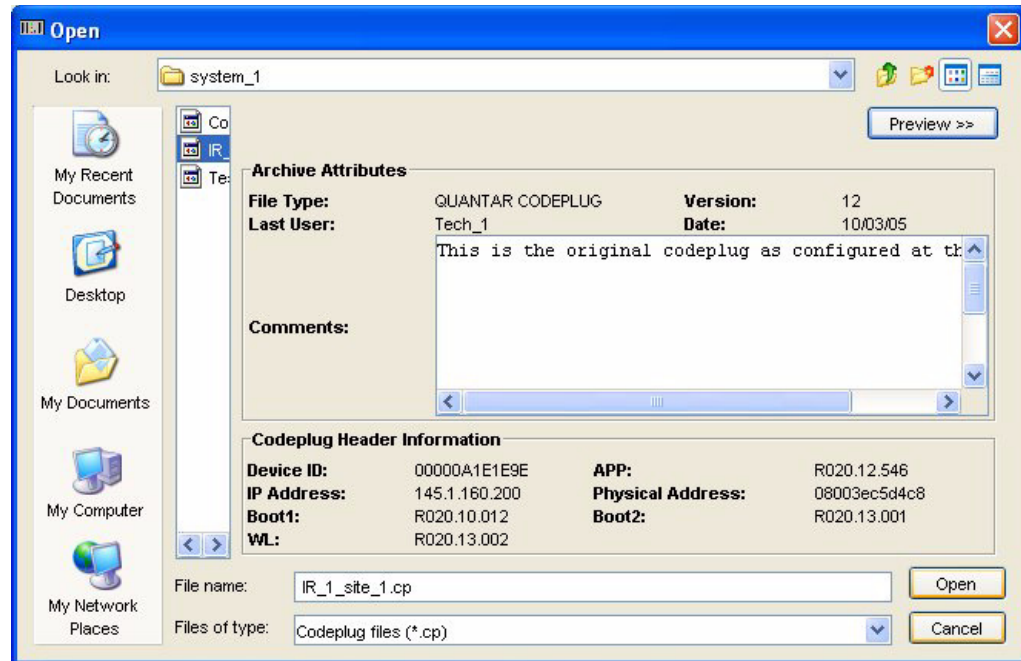 Open
Look in: system_1
Preview >>
My Recent Documents
Desktop
My Documents
My Computer
My Network Places
Co
IR_
Te
Archive Attributes
File Type: QUANTAR CODEPLUG Version: 12
Last User: Tech_1 Date: 10/03/05
Comments: This is the original codeplug as configured at th
Codeplug Header Information
Device ID: 00000A1E1E9E APP: R020.12.546
IP Address: 145.1.160.200 Physical Address: 08003ec5d4c8
Boot1: R020.10.012 Boot2: R020.13.001
WL: R020.13.002
File name: IR_1_site_1.cp Open
Files of type: Codeplug files (*.cp) Cancel